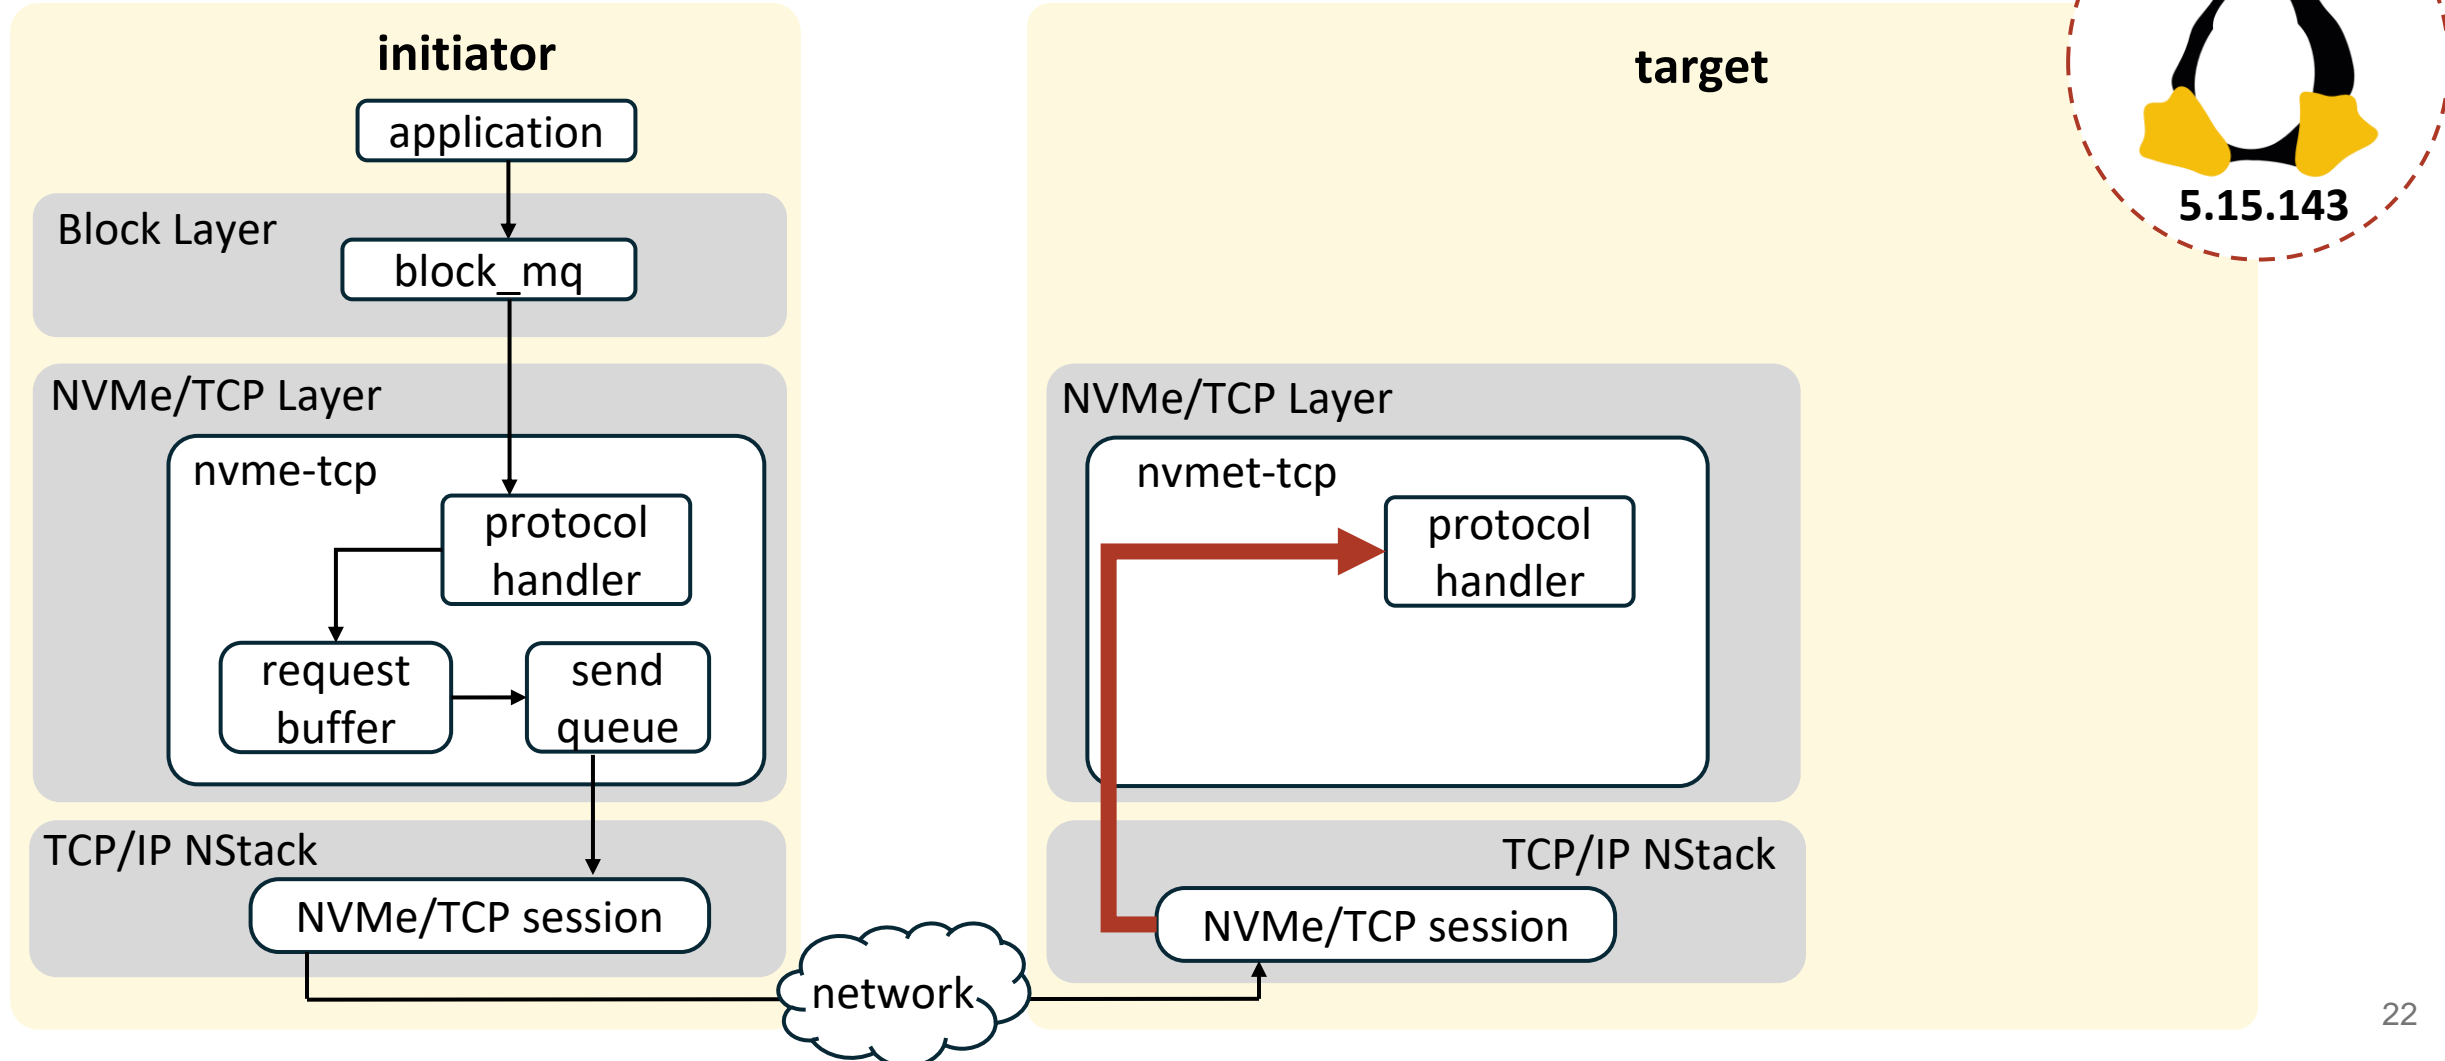 initiator
application
Block Layer
block_mq
NVMe/TCP Layer
nvme-tcp
protocol
handler
request
buffer
send
queue
TCP/IP NStack
NVMe/TCP session
network
target
5.15.143
NVMe/TCP Layer
nvmet-tcp
protocol
handler
TCP/IP NStack
NVMe/TCP session
22